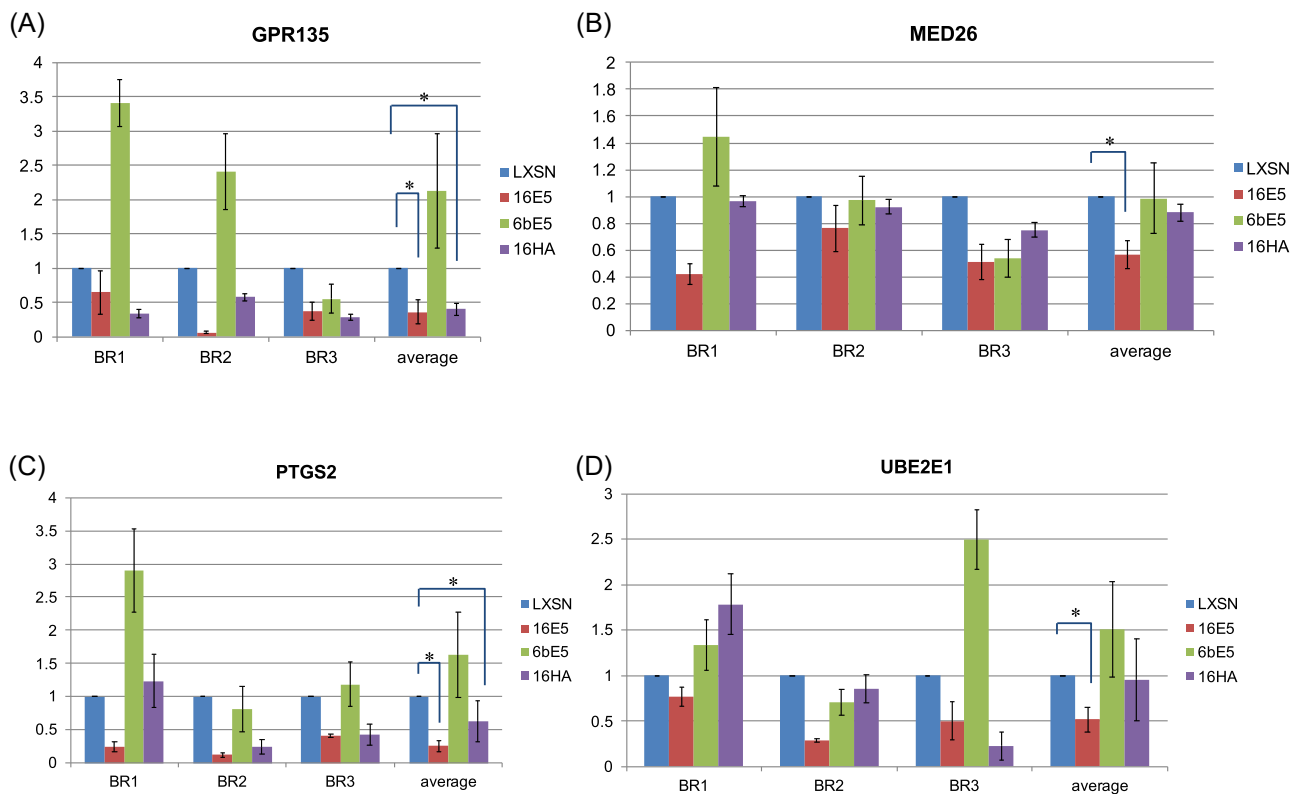 (A)
GPR135
4
3.5
3
2.5
2
1.5
1
0.5
0
*
*
BR1 BR2 BR3 average
LXSN
16E5
6bE5
16HA
(B)
MED26
2
1.8
1.6
1.4
1.2
1
0.8
0.6
0.4
0.2
0
*
BR1 BR2 BR3 average
LXSN
16E5
6bE5
16HA
(C)
PTGS2
4
3.5
3
2.5
2
1.5
1
0.5
0
*
*
BR1 BR2 BR3 average
LXSN
16E5
6bE5
16HA
(D)
UBE2E1
3
2.5
2
1.5
1
0.5
0
*
BR1 BR2 BR3 average
LXSN
16E5
6bE5
16HA